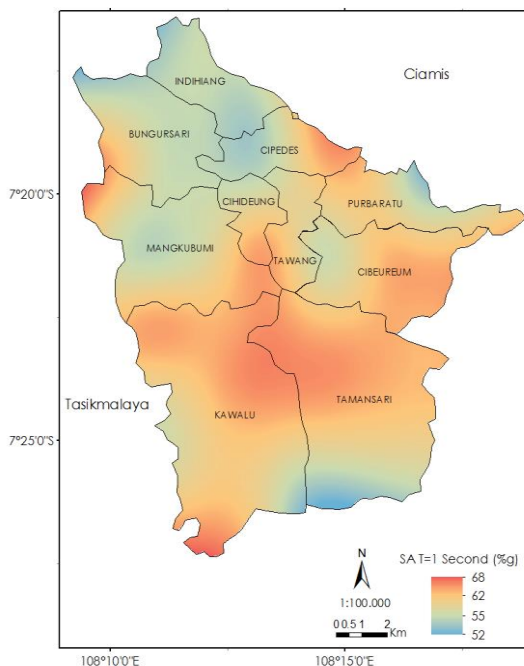 Ciamis
INDIHIANG
BUNGURSARI
CIPEDES
7°20'0"S
CIHIDEUNG
PURBARATU
MANGKUBUMI
TAWANG
CIBEUREUM
Tasikmalaya
TAMANSARI
KAWALU
7°25'0"S
N
SAT=1 Second (%g)
68
62
55
52
1:100.000
0 0.5 1 2
Km
108°10'0"E
108°15'0"E